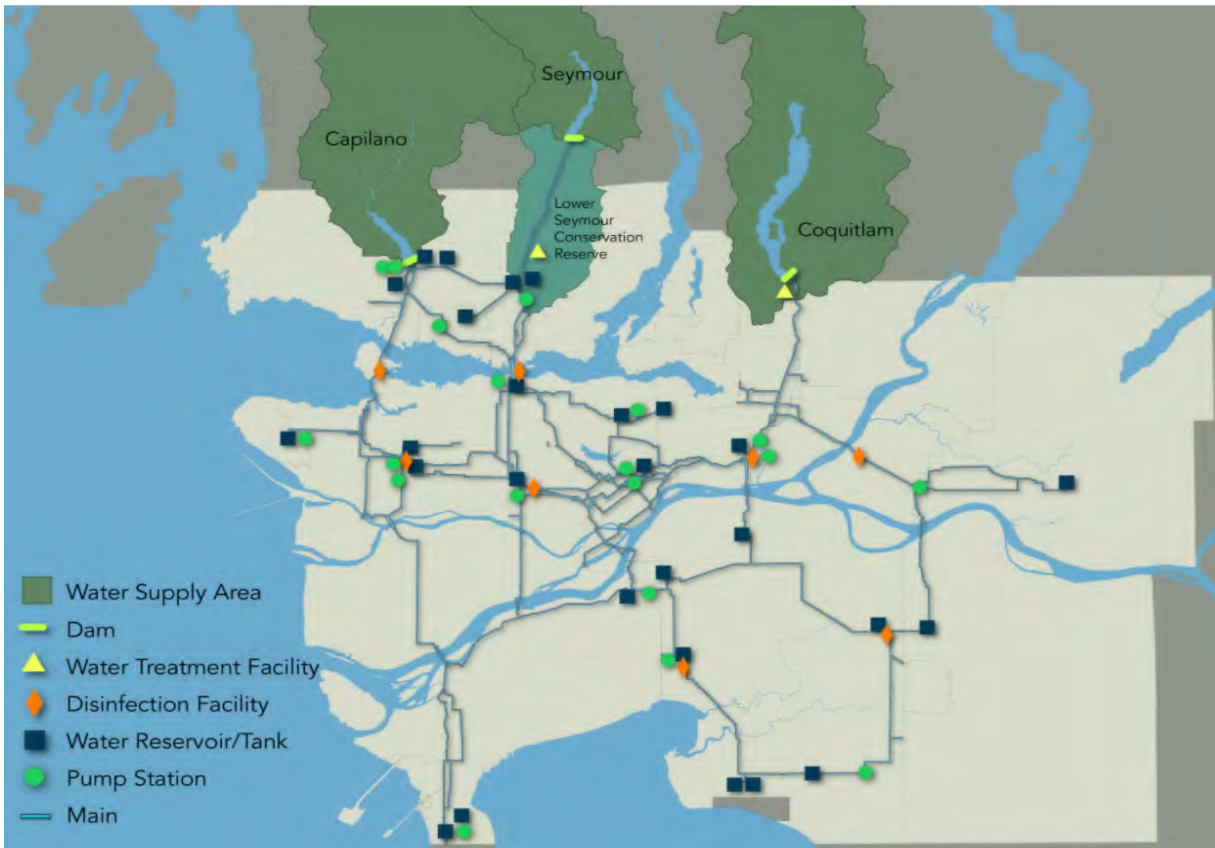 Seymour
Capilano
Lower
Seymour
Conservation
Reserve
Coquitlam
Water Supply Area
Dam
Water Treatment Facility
Disinfection Facility
Water Reservoir/Tank
Pump Station
Main